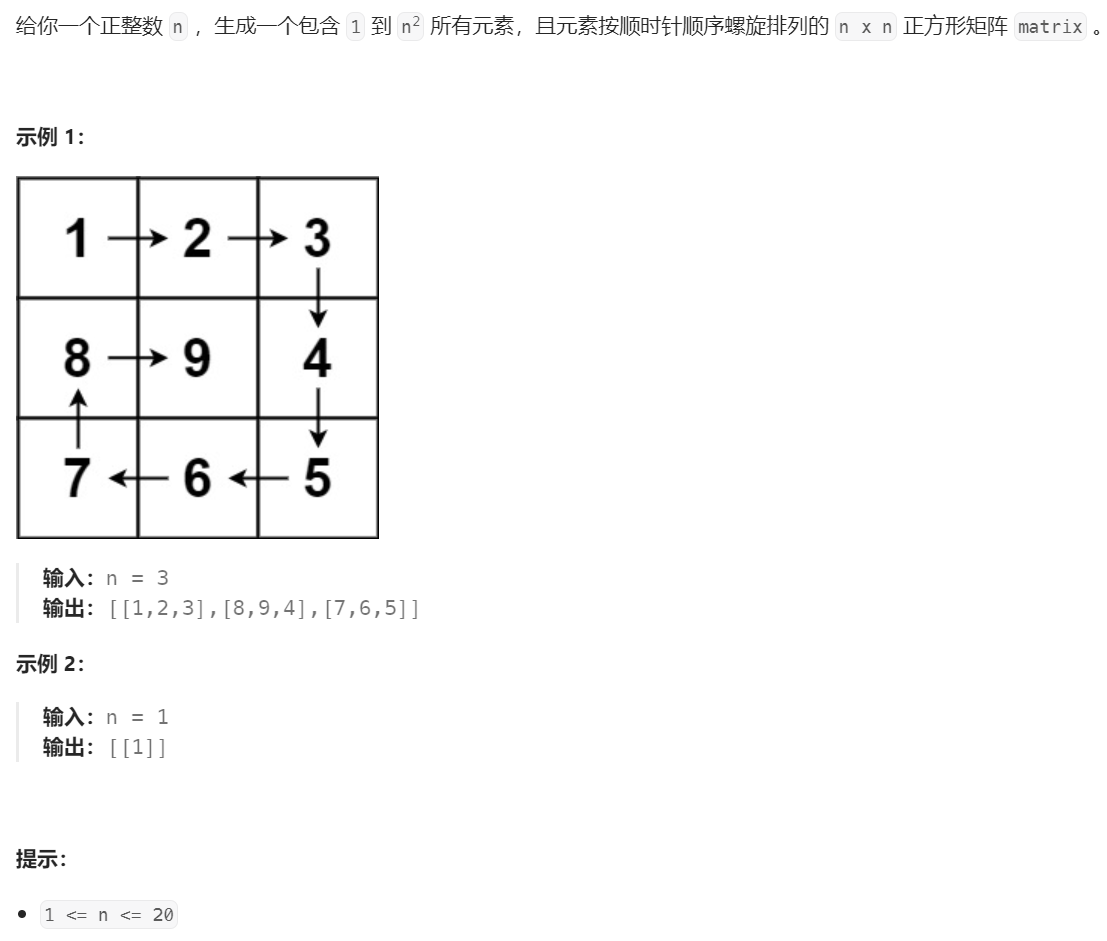 给你一个正整数 n ，生成一个包含 1 到 n² 所有元素，且元素按顺时针顺序螺旋排列的 n x n 正方形矩阵 matrix 。
示例 1：
1 2 3
8 9 4
7 6 5
输入：n = 3
输出：[[1,2,3],[8,9,4],[7,6,5]]
示例 2：
输入：n = 1
输出：[[1]]
提示：
1 <= n <= 20